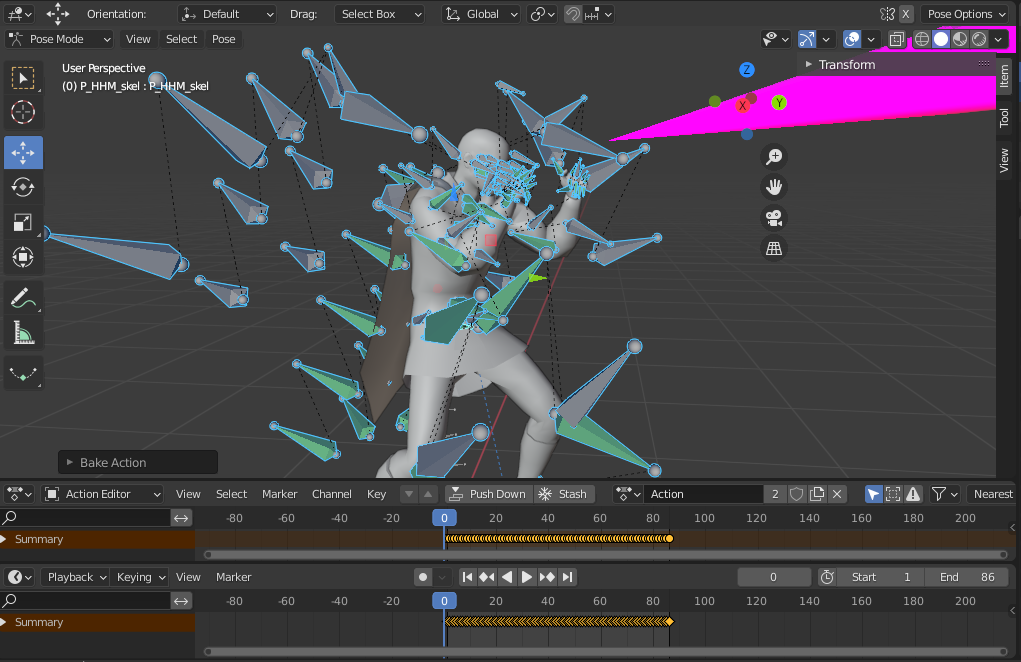 Orientation: Default Drag: Select Box Global X Pose Options
Pose Mode View Select Pose
User Perspective
(0) P_HHM_skel : P_HHM_skel
Transform
Item
Tool
View
Z
X
Y
Bake Action
Action Editor View Select Marker Channel Key Push Down Stash Action 2 Nearest
-80 -60 -40 -20 0 20 40 60 80 100 120 140 160 180 200
Summary
Playback Keying View Marker 0 Start 1 End 86
-80 -60 -40 -20 0 20 40 60 80 100 120 140 160 180 200
Summary